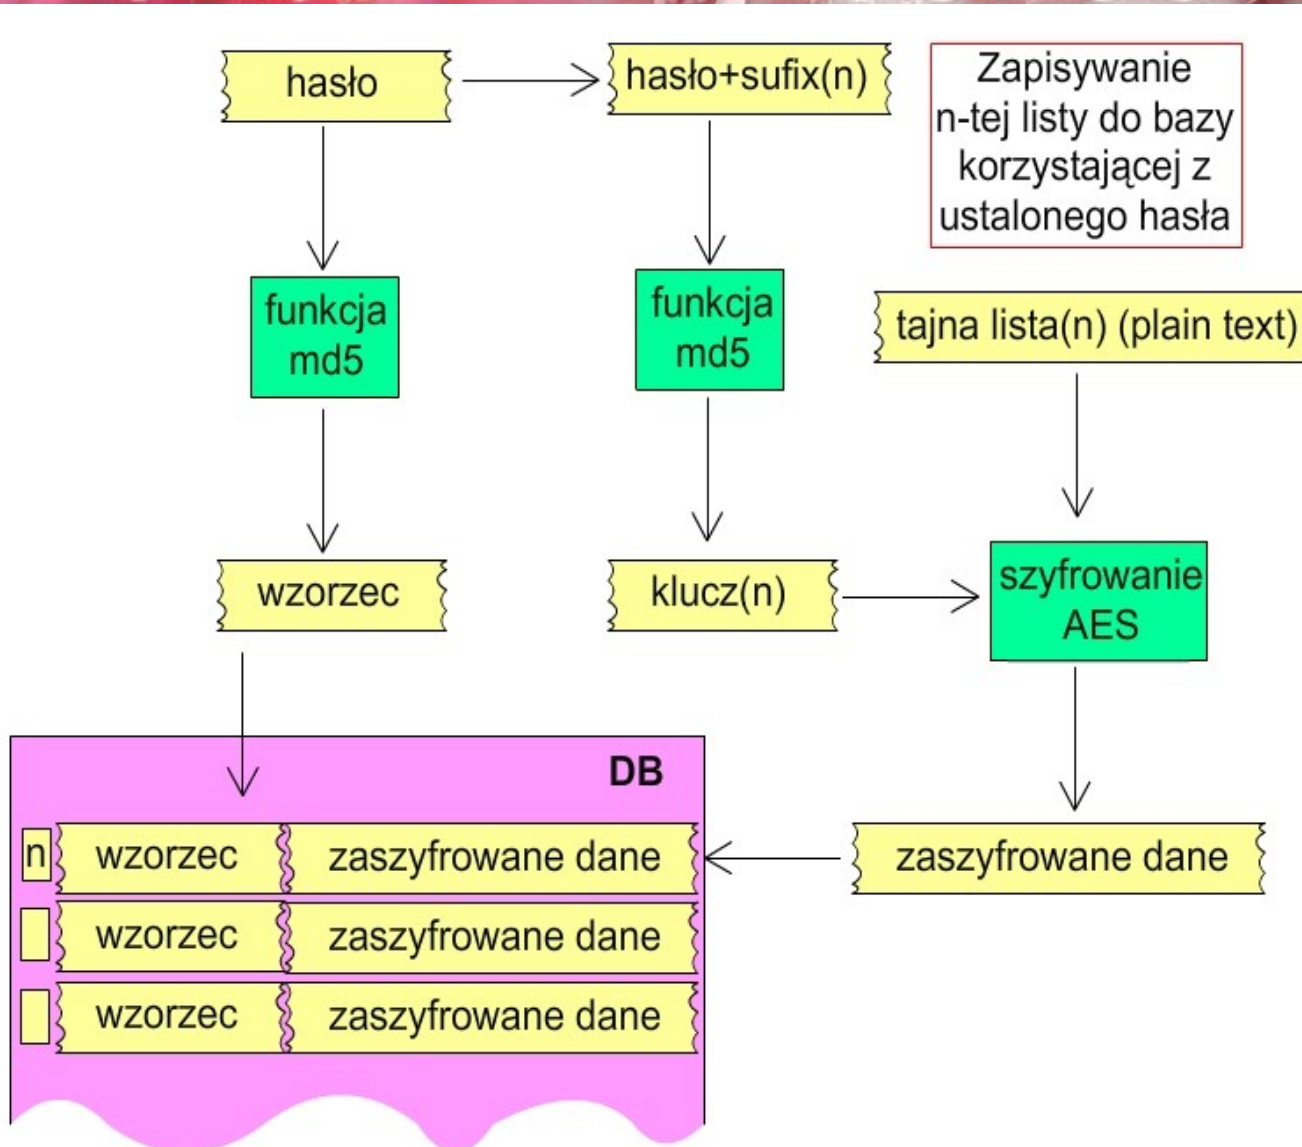 hasło
hasło+sufix(n)
Zapisywanie
n-tej listy do bazy
korzystającej z
ustalonego hasła
funkcja
md5
funkcja
md5
tajna lista(n) (plain text)
wzorzec
klucz(n)
szyfrowanie
AES
DB
n
wzorzec
zaszyfrowane dane
zaszyfrowane dane
wzorzec
zaszyfrowane dane
wzorzec
zaszyfrowane dane